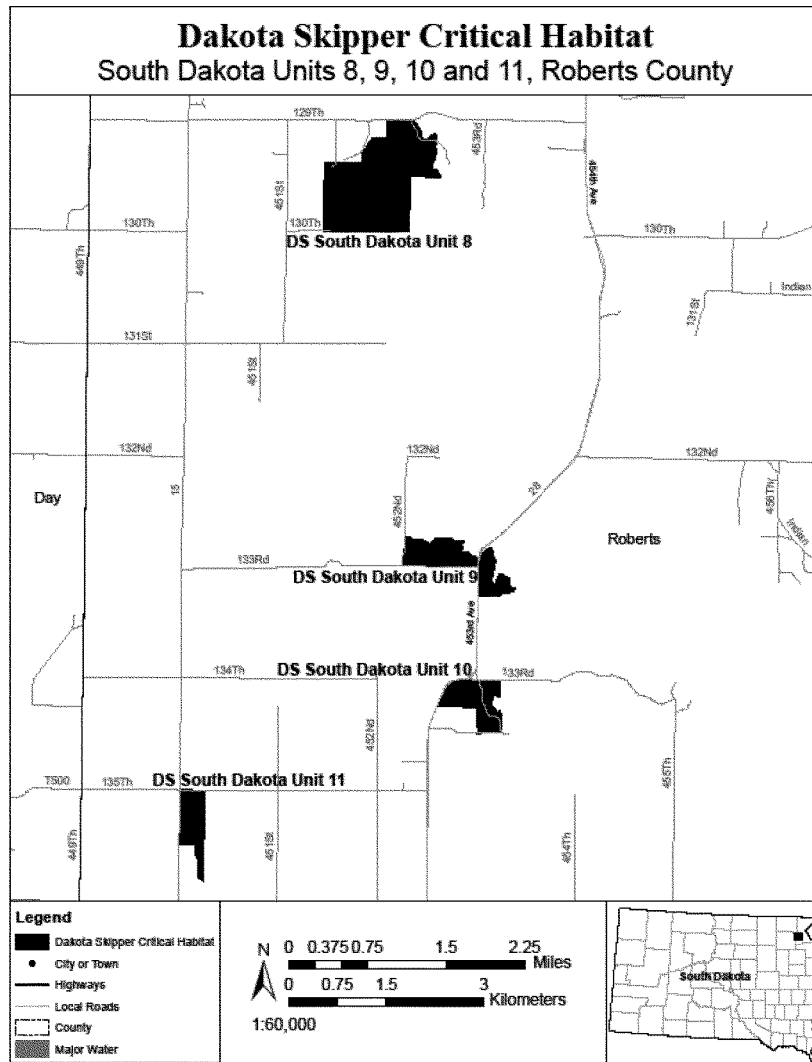 Dakota Skipper Critical Habitat
South Dakota Units 8, 9, 10 and 11, Roberts County
129Th
453Rd
454th Ave
451St
130Th
130Th
130Th
DS South Dakota Unit 8
449Th
Indian
131St
131St
451St
132Nd
132Nd
132Nd
15
Day
452Nd
28
456Th
Indian
Roberts
133Rd
DS South Dakota Unit 9
453rd Ave
134Th
DS South Dakota Unit 10
133Rd
452Nd
455Th
T500
135Th
DS South Dakota Unit 11
449Th
451St
454Th
Legend
Dakota Skipper Critical Habitat
City or Town
Highways
Local Roads
County
Major Water
N
0 0.375 0.75 1.5 2.25
Miles
0 0.75 1.5 3
Kilometers
1:60,000
South Dakota